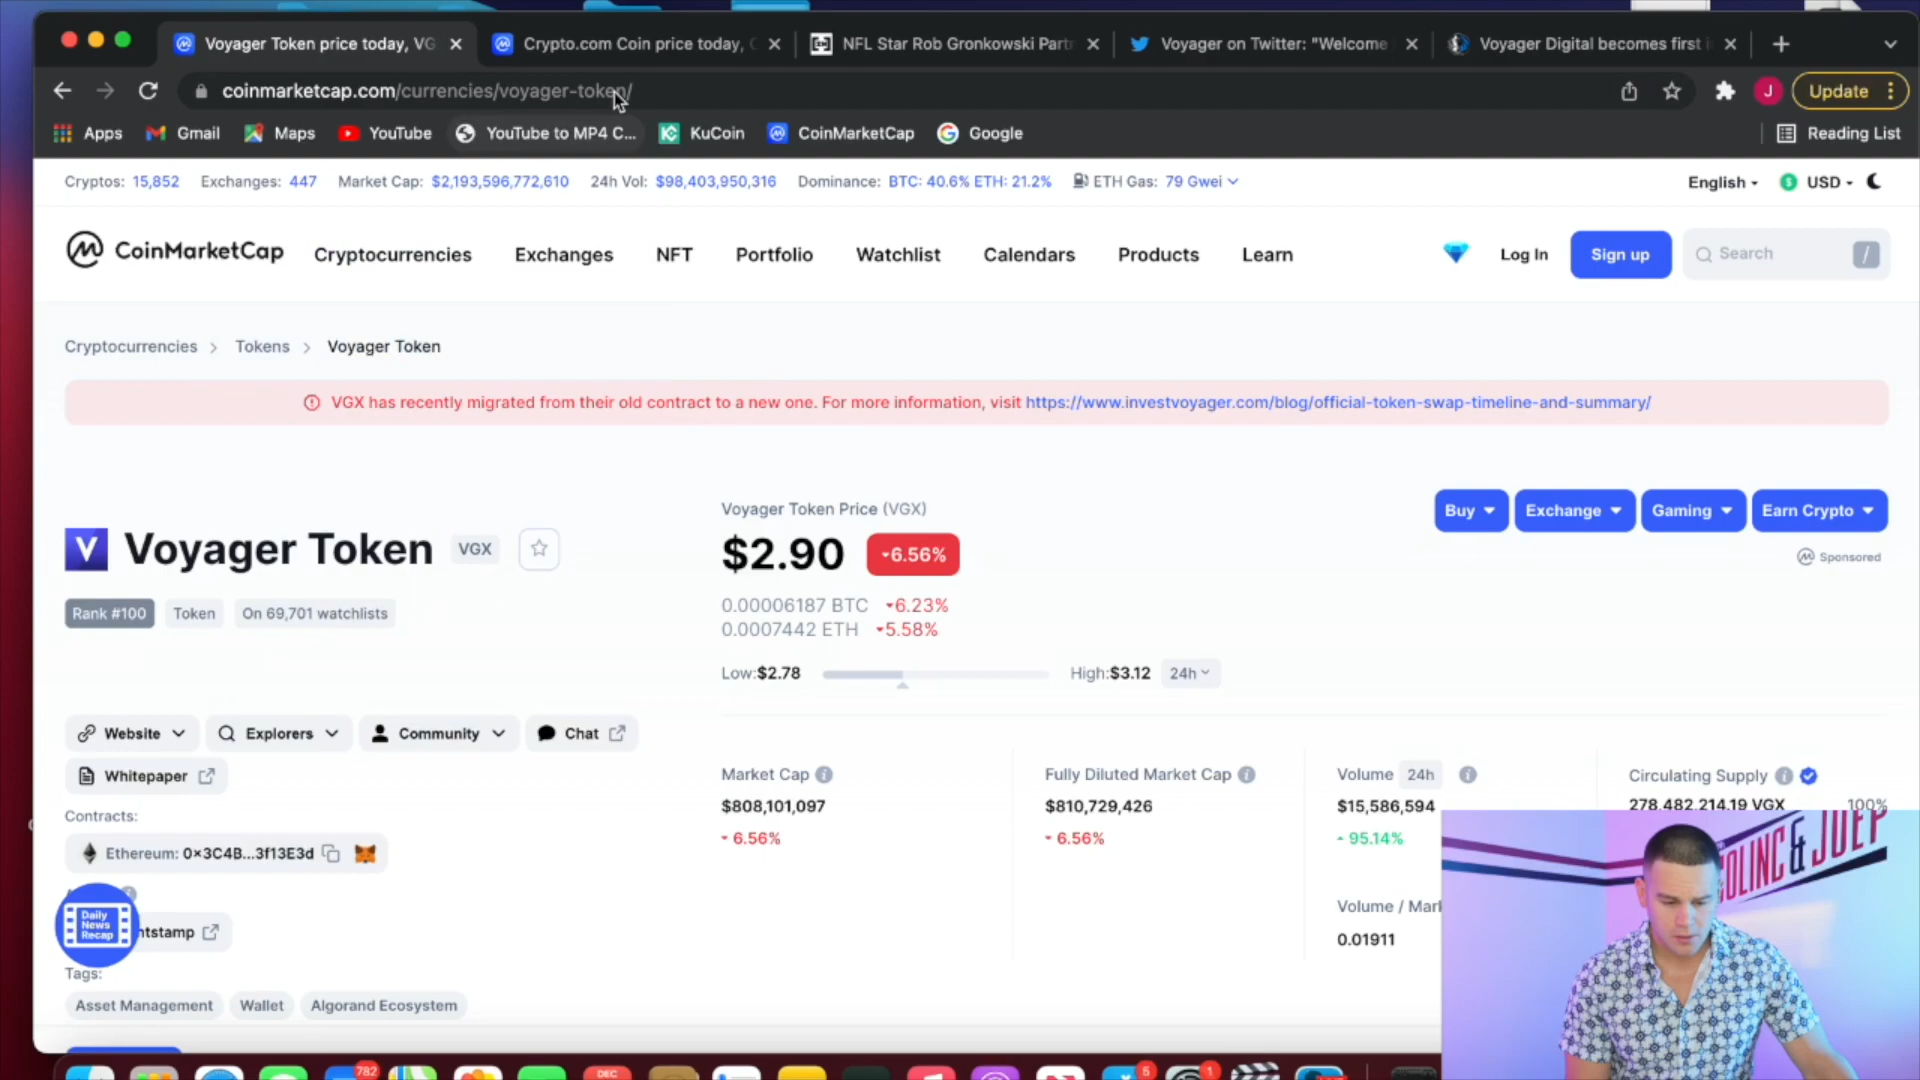 Voyager Token price today, VG
Crypto.com Coin price today, C
NFL Star Rob Gronkowski Partn
Voyager on Twitter: "Welcome
Voyager Digital becomes first i
coinmarketcap.com/currencies/voyager-token/
J
Update
Apps
Gmail
Maps
YouTube
YouTube to MP4 C...
KuCoin
CoinMarketCap
Google
Reading List
Cryptos: 15,852
Exchanges: 447
Market Cap: $2,193,596,772,610
24h Vol: $98,403,950,316
Dominance: BTC: 40.6% ETH: 21.2%
ETH Gas: 79 Gwei
English
USD
CoinMarketCap
Cryptocurrencies
Exchanges
NFT
Portfolio
Watchlist
Calendars
Products
Learn
Log In
Sign up
Search
/
Cryptocurrencies > Tokens > Voyager Token
VGX has recently migrated from their old contract to a new one. For more information, visit https://www.investvoyager.com/blog/official-token-swap-timeline-and-summary/
Voyager Token Price (VGX)
Buy
Exchange
Gaming
Earn Crypto
V
Voyager Token
VGX
$2.90
6.56%
Sponsored
Rank #100
Token
On 69,701 watchlists
0.00006187 BTC
6.23%
0.0007442 ETH
5.58%
Low:$2.78
High:$3.12
24h
Website
Explorers
Community
Chat
Whitepaper
Market Cap
Fully Diluted Market Cap
Volume 24h
Circulating Supply
$808,101,097
$810,729,426
$15,586,594
278,482,214.19 VGX
100%
6.56%
6.56%
95.14%
Contracts:
Ethereum: 0x3C4B...3f13E3d
Daily
News
Recap
ntstamp
Volume / Mark
0.01911
Tags:
Asset Management
Wallet
Algorand Ecosystem
OLINC & JOEP
782
DEC
5
1